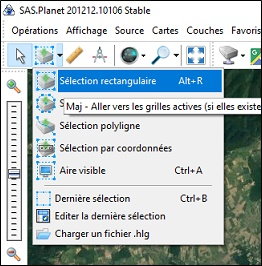 SAS.Planet 201212.10106 Stable
Opérations Affichage Source Cartes Couches Favoris
Sélection rectangulaire Alt+R
S
Maj - Aller vers les grilles actives (si elles existe
Sélection polyligne
Sélection par coordonnées
Aire visible Ctrl+A
Dernière sélection Ctrl+B
Editer la dernière sélection
Charger un fichier .hlg